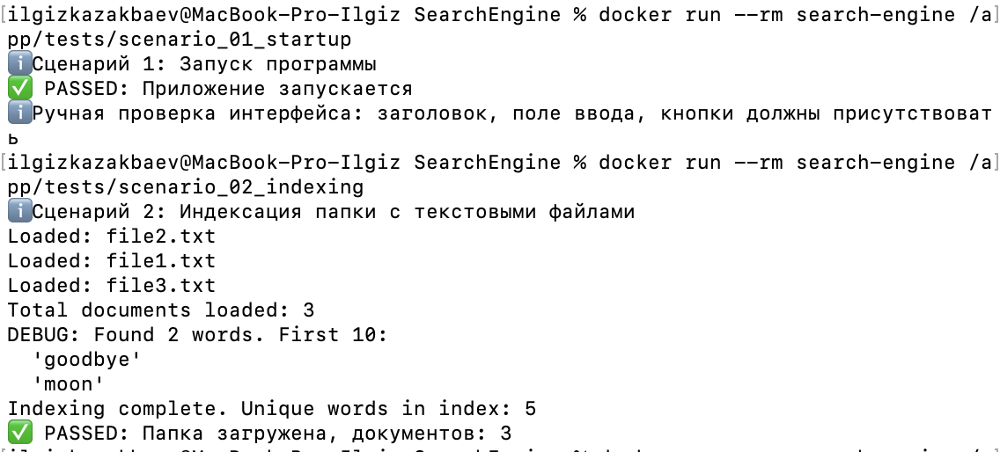 [ilgizkazakbaev@MacBook-Pro-Ilgiz SearchEngine % docker run --rm search-engine /a]
pp/tests/scenario_01_startup
ℹ️Сценарий 1: Запуск программы
✅ PASSED: Приложение запускается
ℹ️Ручная проверка интерфейса: заголовок, поле ввода, кнопки должны присутствоват
ь
[ilgizkazakbaev@MacBook-Pro-Ilgiz SearchEngine % docker run --rm search-engine /a]
pp/tests/scenario_02_indexing
ℹ️Сценарий 2: Индексация папки с текстовыми файлами
Loaded: file2.txt
Loaded: file1.txt
Loaded: file3.txt
Total documents loaded: 3
DEBUG: Found 2 words. First 10:
  'goodbye'
  'moon'
Indexing complete. Unique words in index: 5
✅ PASSED: Папка загружена, документов: 3